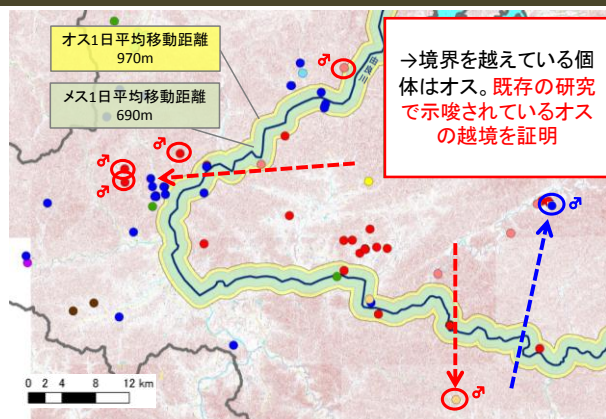 オス1日平均移動距離
970m
メス1日平均移動距離
690m
由良川
→境界を越えている個
体はオス。既存の研究
で示唆されているオス
の越境を証明
♂
♂
♂
♂
♂
♂
0 2 4 8 12 km